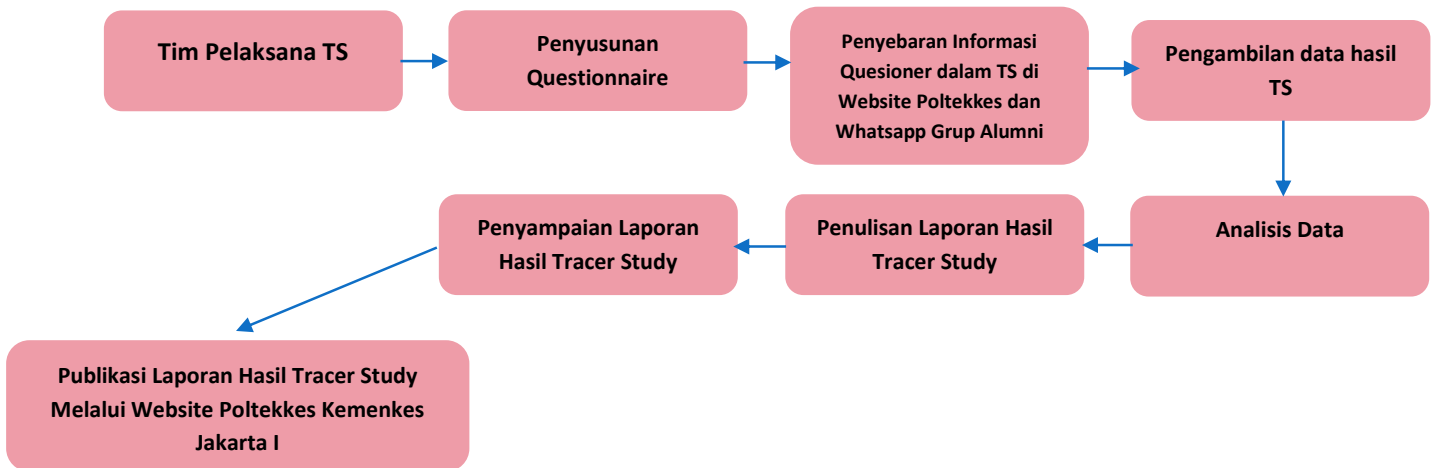 Tim Pelaksana TS
Penyusunan
Questionnaire
Penyebaran Informasi
Quesioner dalam TS di
Website Poltekkes dan
Whatsapp Grup Alumni
Pengambilan data hasil
TS
Analisis Data
Penulisan Laporan Hasil
Tracer Study
Penyampaian Laporan
Hasil Tracer Study
Publikasi Laporan Hasil Tracer Study
Melalui Website Poltekkes Kemenkes
Jakarta I